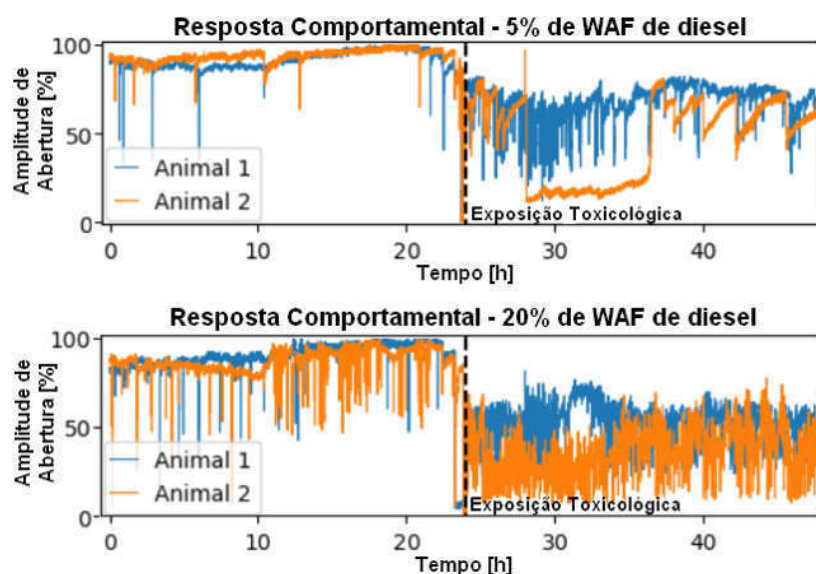 Resposta Comportamental - 5% de WAF de diesel
Amplitude de
Abertura [%]
100
50
0
Animal 1
Animal 2
Exposição Toxicológica
0 10 20 30 40
Tempo [h]
Resposta Comportamental - 20% de WAF de diesel
Amplitude de
Abertura [%]
100
50
0
Animal 1
Animal 2
Exposição Toxicológica
0 10 20 30 40
Tempo [h]